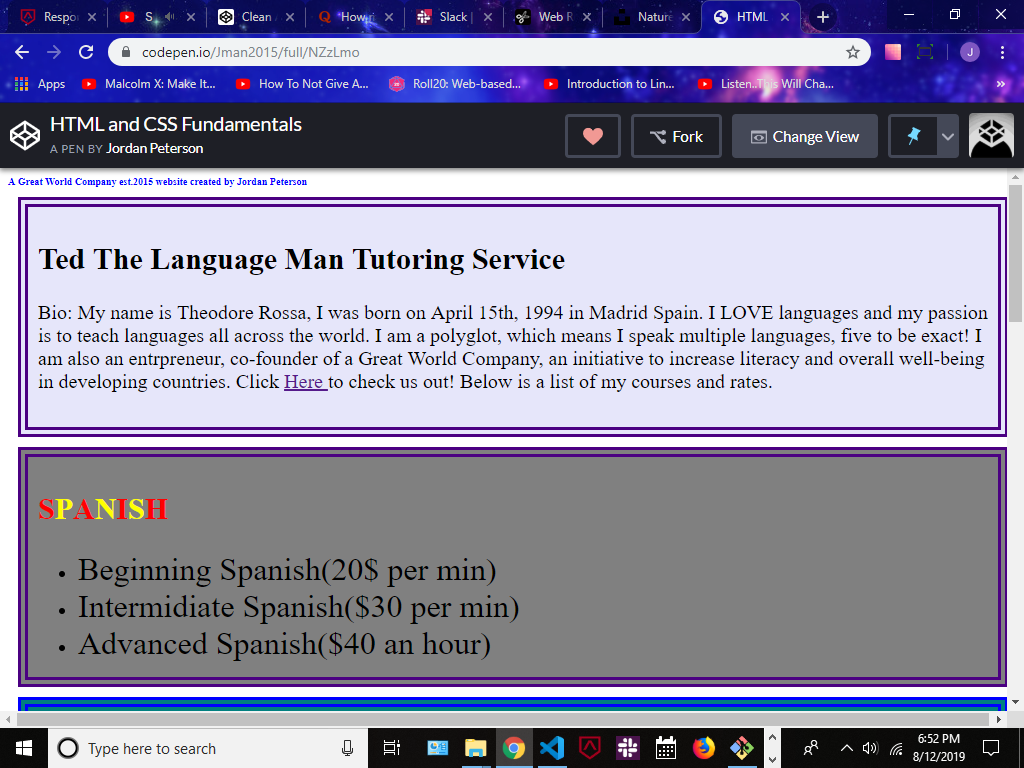 Respon
S
Clean
How ri
Slack |
Web R
Nature
HTML
codepen.io/Jman2015/full/NZzLmo
J
Apps
Malcolm X: Make It...
How To Not Give A...
Roll20: Web-based...
Introduction to Lin...
Listen..This Will Cha...
»
HTML and CSS Fundamentals
A PEN BY Jordan Peterson
Fork
Change View
A Great World Company est.2015 website created by Jordan Peterson
Ted The Language Man Tutoring Service
Bio: My name is Theodore Rossa, I was born on April 15th, 1994 in Madrid Spain. I LOVE languages and my passion
is to teach languages all across the world. I am a polyglot, which means I speak multiple languages, five to be exact! I
am also an entrpreneur, co-founder of a Great World Company, an initiative to increase literacy and overall well-being
in developing countries. Click Here to check us out! Below is a list of my courses and rates.
SPANISH
• Beginning Spanish(20$ per min)
• Intermidiate Spanish($30 per min)
• Advanced Spanish($40 an hour)
Type here to search
6:52 PM
8/12/2019